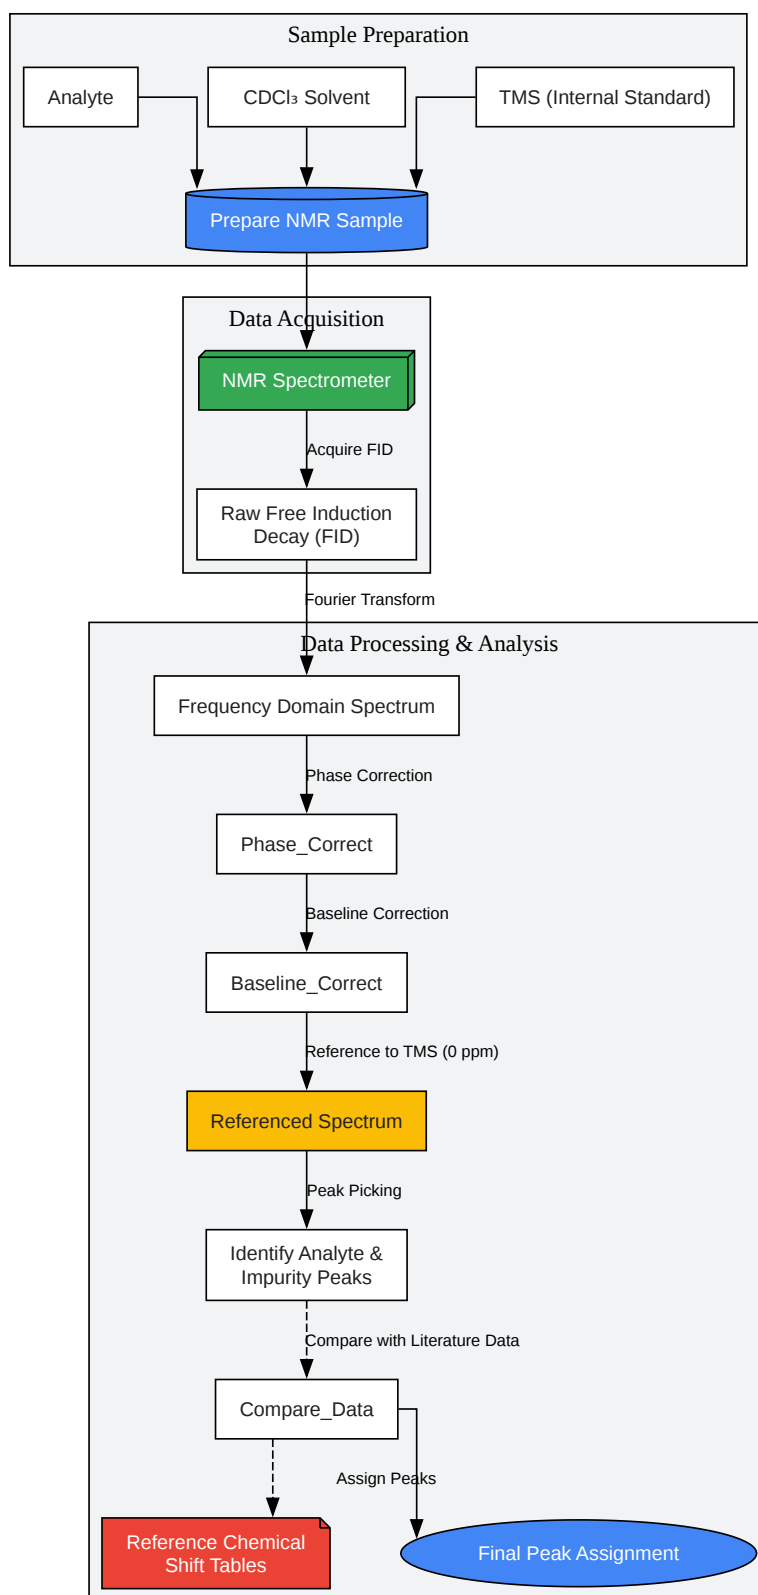 Sample Preparation
Analyte
CDCl₃ Solvent
TMS (Internal Standard)
Prepare NMR Sample
Data Acquisition
NMR Spectrometer
Acquire FID
Raw Free Induction
Decay (FID)
Fourier Transform
Data Processing & Analysis
Frequency Domain Spectrum
Phase Correction
Phase_Correct
Baseline Correction
Baseline_Correct
Reference to TMS (0 ppm)
Referenced Spectrum
Peak Picking
Identify Analyte &
Impurity Peaks
Compare with Literature Data
Compare_Data
Assign Peaks
Reference Chemical
Shift Tables
Final Peak Assignment